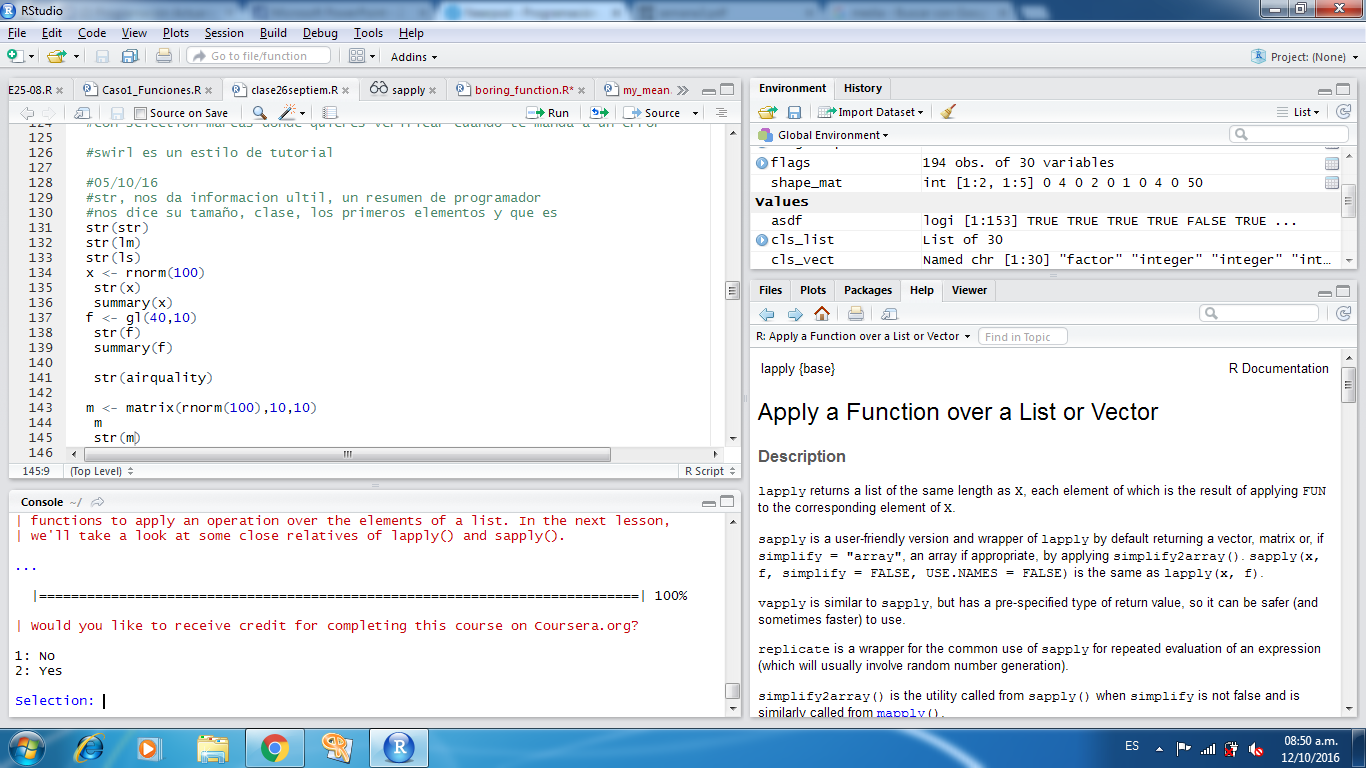 RStudio
File Edit Code View Plots Session Build Debug Tools Help
Go to file/function Addins Project: (None)
E25-08.R Caso1_Funciones.R clase26septiem.R sapply boring_function.R* my_mean.
Source on Save Run Source
125
126 #swirl es un estilo de tutorial
127
128 #05/10/16
129 #str, nos da informacion ultil, un resumen de programador
130 #nos dice su tamaño, clase, los primeros elementos y que es
131 str(str)
132 str(lm)
133 str(ls)
134 x <- rnorm(100)
135 str(x)
136 summary(x)
137 f <- gl(40,10)
138 str(f)
139 summary(f)
140
141 str(airquality)
142
143 m <- matrix(rnorm(100),10,10)
144 m
145 str(m)
146
145:9 (Top Level) R Script
Console ~/
| functions to apply an operation over the elements of a list. In the next lesson,
| we'll take a look at some close relatives of lapply() and sapply().
...
|===========================================================================| 100%
| Would you like to receive credit for completing this course on Coursera.org?
1: No
2: Yes
Selection:
Environment History
Import Dataset List
Global Environment
flags 194 obs. of 30 variables
shape_mat int [1:2, 1:5] 0 4 0 2 0 1 0 4 0 50
Values
asdf logi [1:153] TRUE TRUE TRUE TRUE FALSE TRUE ...
cls_list List of 30
cls_vect Named chr [1:30] "factor" "integer" "integer" "int...
Files Plots Packages Help Viewer
R: Apply a Function over a List or Vector Find in Topic
lapply {base} R Documentation
Apply a Function over a List or Vector
Description
lapply returns a list of the same length as X, each element of which is the result of applying FUN
to the corresponding element of X.
sapply is a user-friendly version and wrapper of lapply by default returning a vector, matrix or, if
simplify = "array", an array if appropriate, by applying simplify2array(). sapply(x,
f, simplify = FALSE, USE.NAMES = FALSE) is the same as lapply(x, f).
vapply is similar to sapply, but has a pre-specified type of return value, so it can be safer (and
sometimes faster) to use.
replicate is a wrapper for the common use of sapply for repeated evaluation of an expression
(which will usually involve random number generation).
simplify2array() is the utility called from sapply() when simplify is not false and is
similarly called from mapply().
ES 08:50 a.m.
12/10/2016